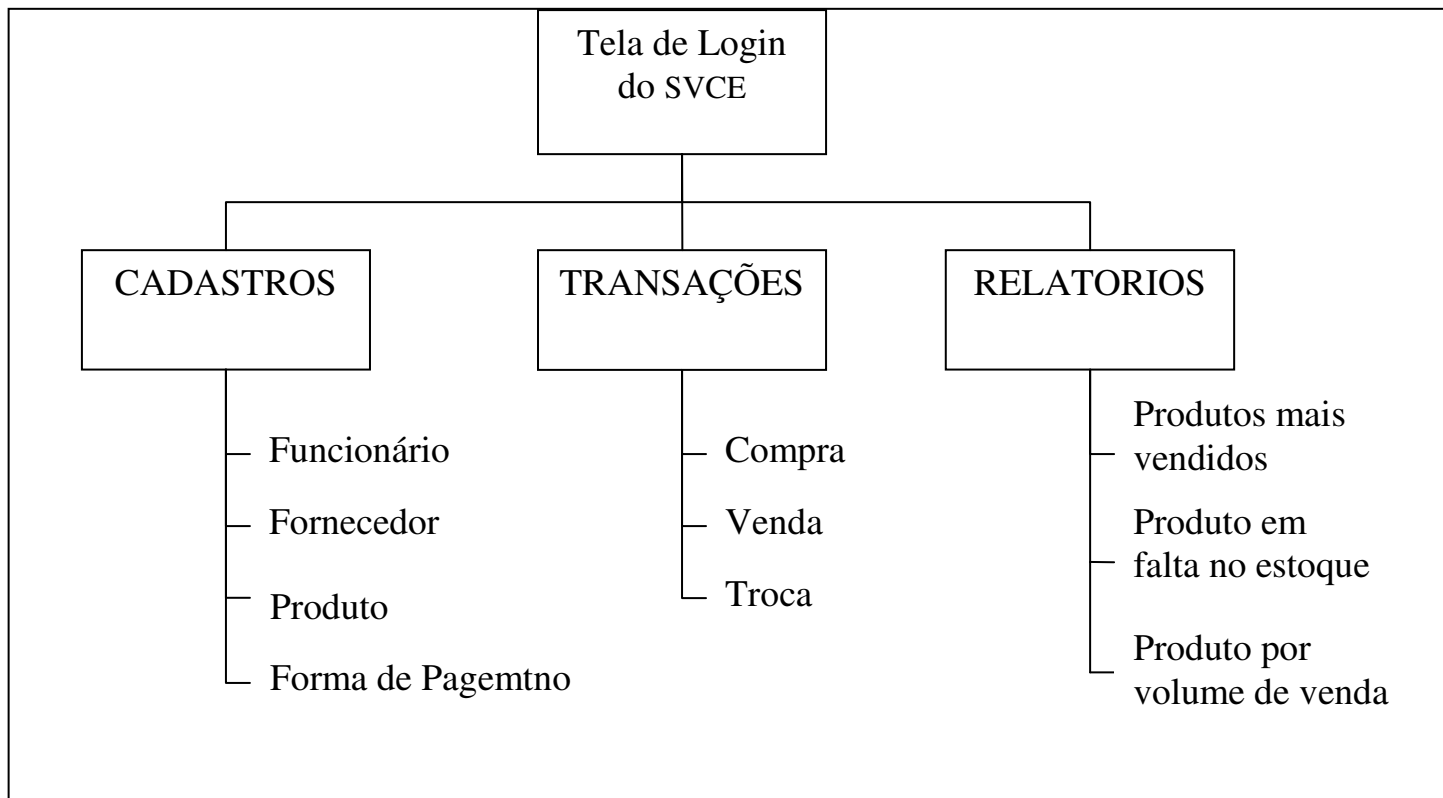 Tela de Login
do SVCE
CADASTROS
TRANSAÇÕES
RELATORIOS
Funcionário
Fornecedor
Produto
Forma de Pagemtno
Compra
Venda
Troca
Produtos mais
vendidos
Produto em
falta no estoque
Produto por
volume de venda